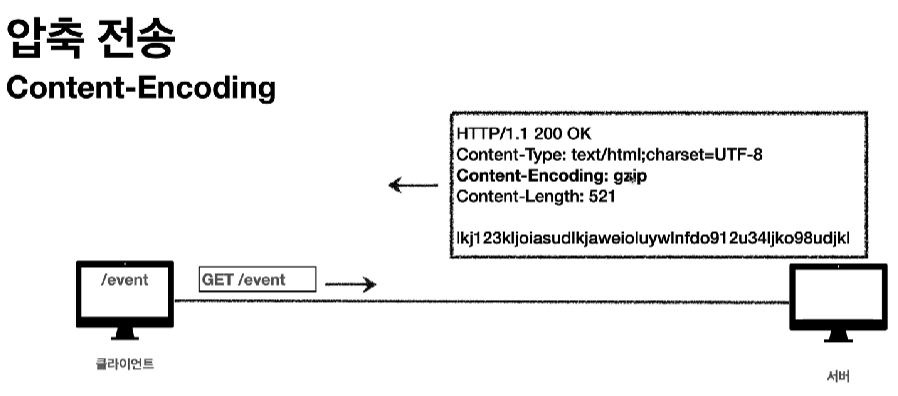 압축 전송
Content-Encoding
HTTP/1.1 200 OK
Content-Type: text/html;charset=UTF-8
Content-Encoding: gzip
Content-Length: 521
lkj123kljoiasudlkjaweioluywlnfdo912u34ljko98udjkl
/event
GET /event
클라이언트
서버